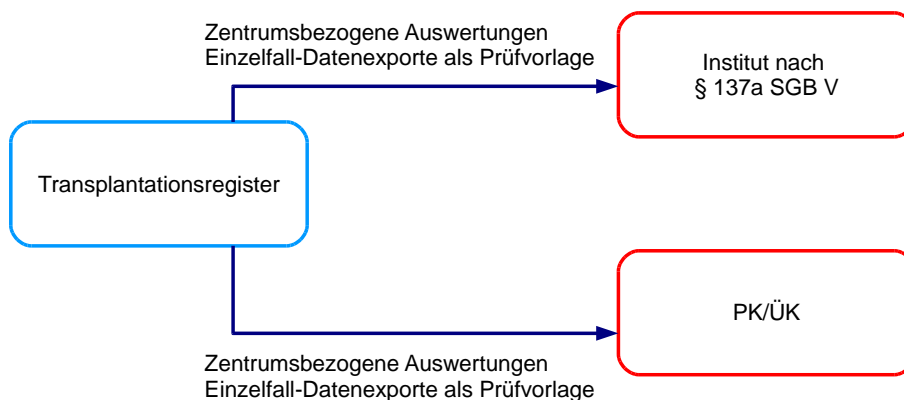 Zentrumsbezogene Auswertungen
Einzelfall-Datenexporte als Prüfvorlage
Institut nach
§ 137a SGB V
Transplantationsregister
PK/ÜK
Zentrumsbezogene Auswertungen
Einzelfall-Datenexporte als Prüfvorlage